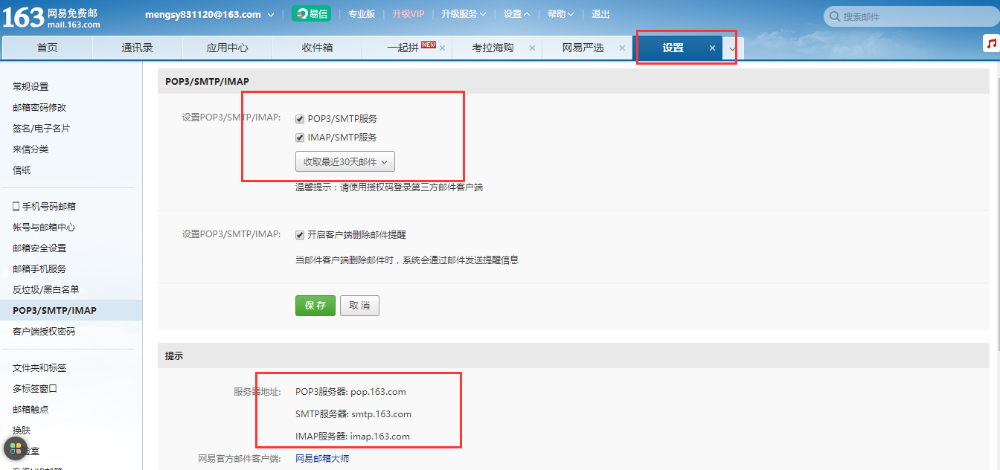 163 网易免费邮 mail.163.com
mengsy831120@163.com 易信 专业版 升级VIP 升级服务 设置 帮助 退出 搜索邮件
首页 通讯录 应用中心 收件箱 一起拼 NEW 考拉海购 网易严选 设置
常规设置
邮箱密码修改
签名/电子名片
来信分类
信纸
手机号码邮箱
帐号与邮箱中心
邮箱安全设置
邮箱手机服务
反垃圾/黑白名单
POP3/SMTP/IMAP
客户端授权密码
文件夹和标签
多标签窗口
邮箱触点
换肤
验室
POP3/SMTP/IMAP
设置POP3/SMTP/IMAP: POP3/SMTP服务
IMAP/SMTP服务
收取最近30天邮件
温馨提示：请使用授权码登录第三方邮件客户端
设置POP3/SMTP/IMAP: 开启客户端删除邮件提醒
当邮件客户端删除邮件时，系统会通过邮件发送提醒信息
保存 取消
提示
服务器地址: POP3服务器: pop.163.com
SMTP服务器: smtp.163.com
IMAP服务器: imap.163.com
网易官方邮件客户端: 网易邮箱大师